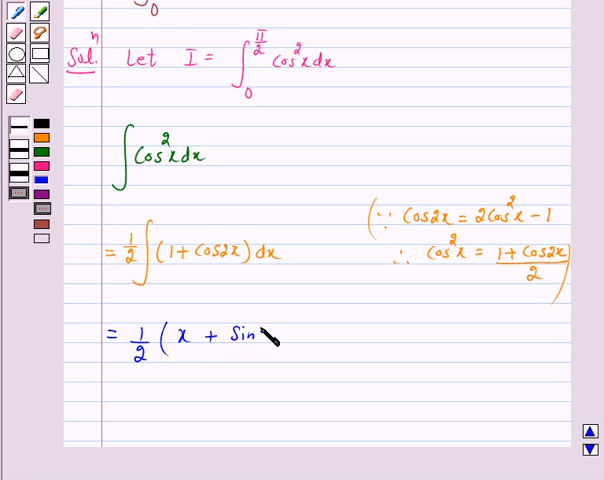 0
Solⁿ. Let I = ∫₀^(π/2) cos²x dx
∫ cos²x dx
= 1/2 ∫ (1 + cos2x) dx
(∵ cos2x = 2cos²x - 1
∴ cos²x = (1 + cos2x)/2)
= 1/2 ( x + sin